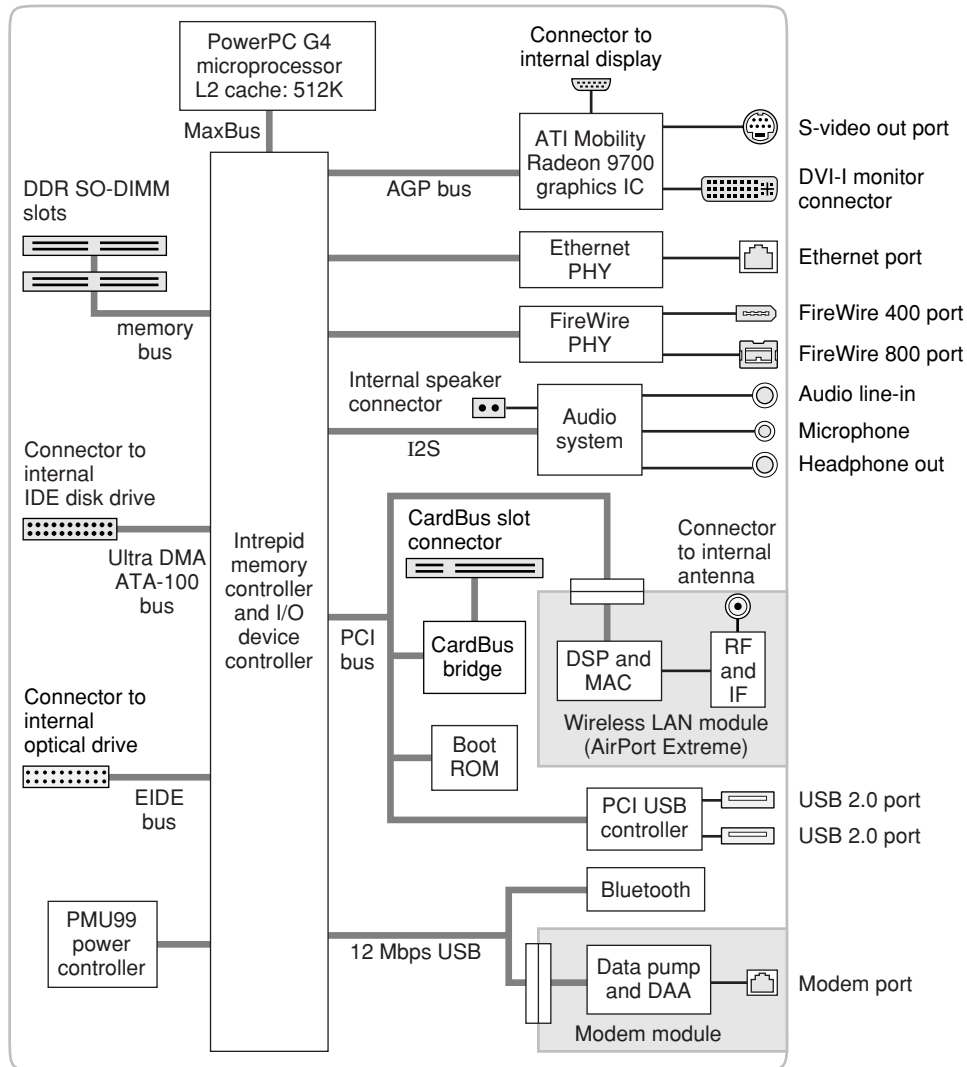 PowerPC G4
microprocessor
L2 cache: 512K
MaxBus
Connector to
internal display
ATI Mobility
Radeon 9700
graphics IC
AGP bus
S-video out port
DVI-I monitor
connector
DDR SO-DIMM
slots
memory
bus
Ethernet
PHY
Ethernet port
FireWire
PHY
FireWire 400 port
FireWire 800 port
Internal speaker
connector
I2S
Audio
system
Audio line-in
Microphone
Headphone out
Connector to
internal
IDE disk drive
Ultra DMA
ATA-100
bus
Intrepid
memory
controller
and I/O
device
controller
PCI
bus
CardBus slot
connector
CardBus
bridge
Connector
to internal
antenna
DSP and
MAC
RF
and
IF
Wireless LAN module
(AirPort Extreme)
Connector to
internal
optical drive
EIDE
bus
Boot
ROM
PCI USB
controller
USB 2.0 port
USB 2.0 port
PMU99
power
controller
12 Mbps USB
Bluetooth
Data pump
and DAA
Modem port
Modem module